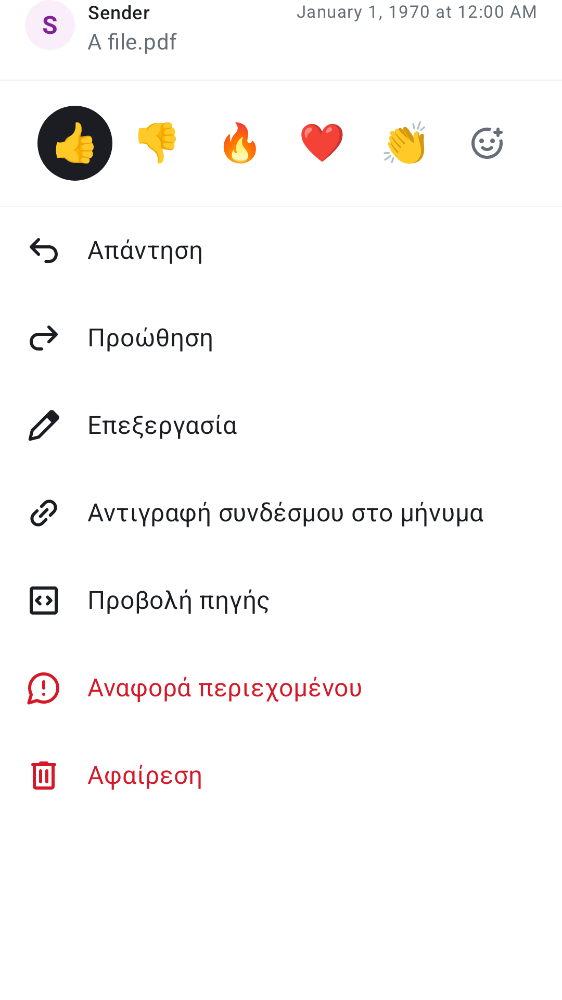 S
Sender
January 1, 1970 at 12:00 AM
A file.pdf
Απάντηση
Προώθηση
Επεξεργασία
Αντιγραφή συνδέσμου στο μήνυμα
Προβολή πηγής
Αναφορά περιεχομένου
Αφαίρεση